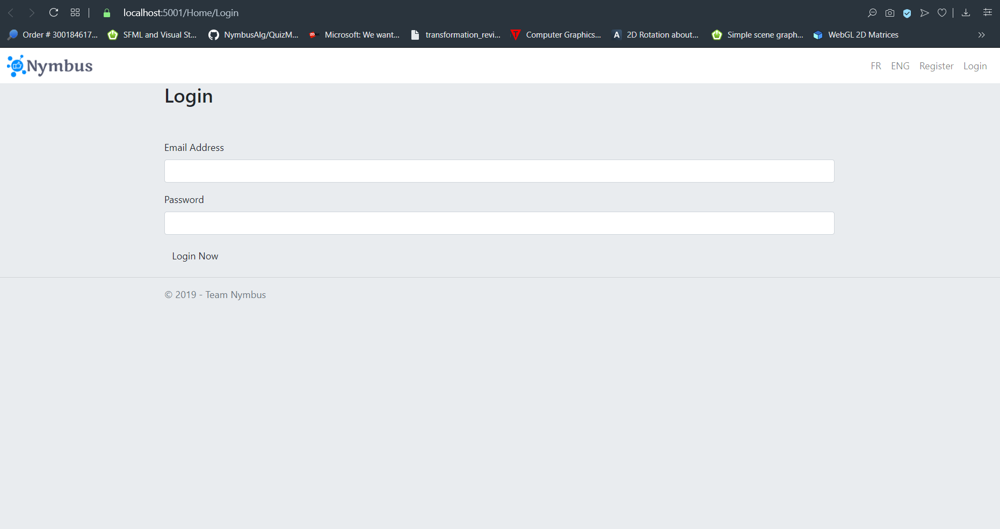 localhost:5001/Home/Login
Order # 300184617... SFML and Visual St... NymbusAlg/QuizM... Microsoft: We want... transformation_revi... Computer Graphics... 2D Rotation about... Simple scene graph... WebGL 2D Matrices
Nymbus FR ENG Register Login
Login
Email Address
Password
Login Now
© 2019 - Team Nymbus